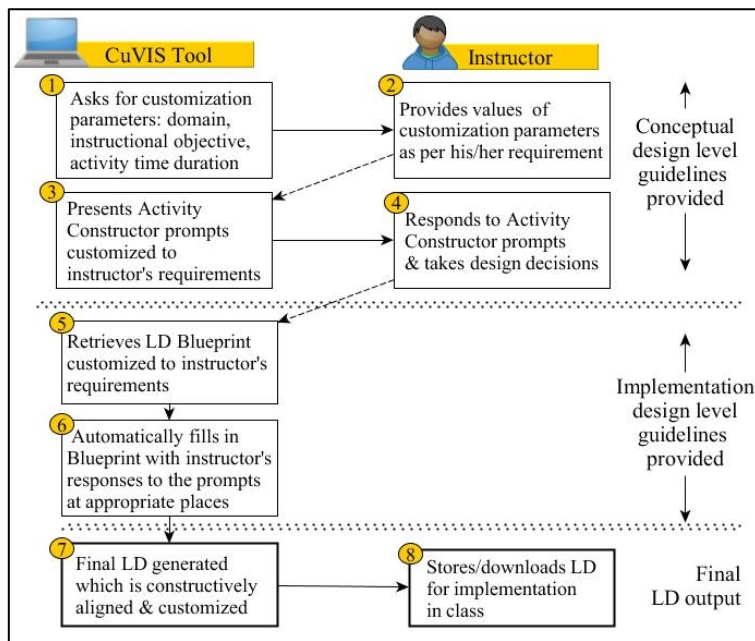 CuVIS Tool
Instructor
1
Asks for customization
parameters: domain,
instructional objective,
activity time duration
2
Provides values of
customization parameters
as per his/her requirement
Conceptual
design level
guidelines
provided
3
Presents Activity
Constructor prompts
customized to
instructor's requirements
4
Responds to Activity
Constructor prompts
& takes design decisions
5
Retrieves LD Blueprint
customized to instructor's
requirements
6
Automatically fills in
Blueprint with instructor's
responses to the prompts
at appropriate places
Implementation
design level
guidelines
provided
7
Final LD generated
which is constructively
aligned & customized
8
Stores/downloads LD
for implementation
in class
Final
LD output